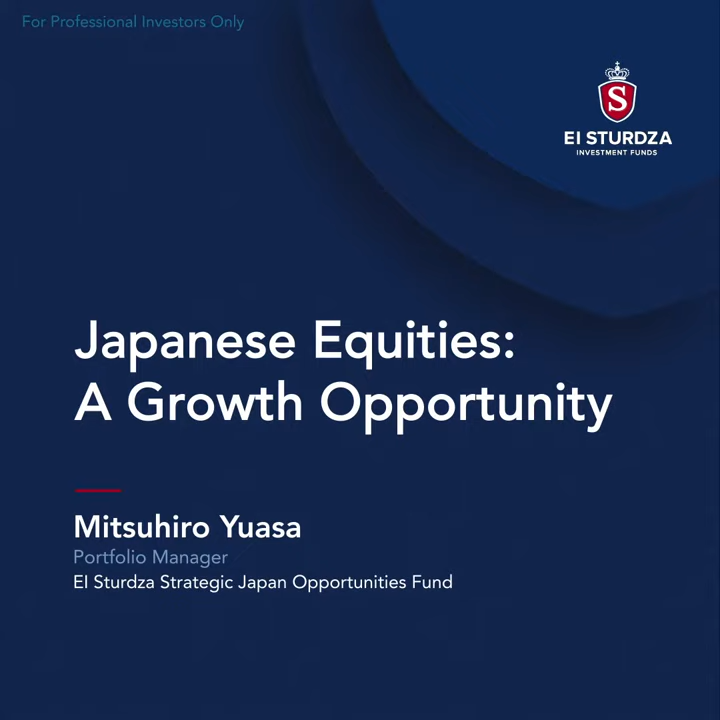 For Professional Investors Only
S
EI STURDZA
INVESTMENT FUNDS
Japanese Equities:
A Growth Opportunity
Mitsuhiro Yuasa
Portfolio Manager
EI Sturdza Strategic Japan Opportunities Fund